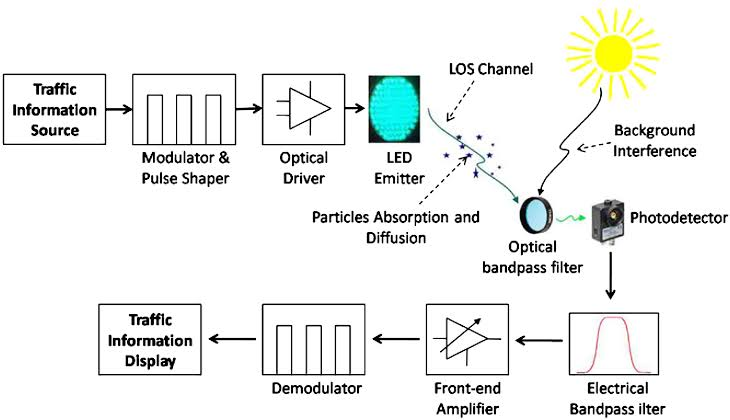 Traffic
Information
Source
Modulator &
Pulse Shaper
Optical
Driver
LED
Emitter
LOS Channel
Particles Absorption and
Diffusion
Background
Interference
Optical
bandpass filter
Photodetector
Traffic
Information
Display
Demodulator
Front-end
Amplifier
Electrical
Bandpass ilter